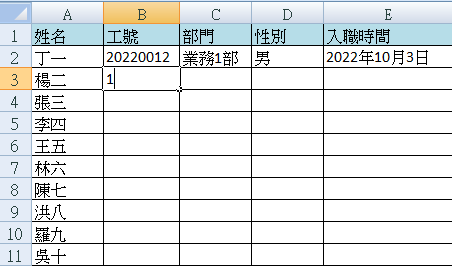 A B C D E
1 姓名 工號 部門 性別 入職時間
2 丁一 20220012 業務1部 男 2022年10月3日
3 楊二 1
4 張三
5 李四
6 王五
7 林六
8 陳七
9 洪八
10 羅九
11 吳十